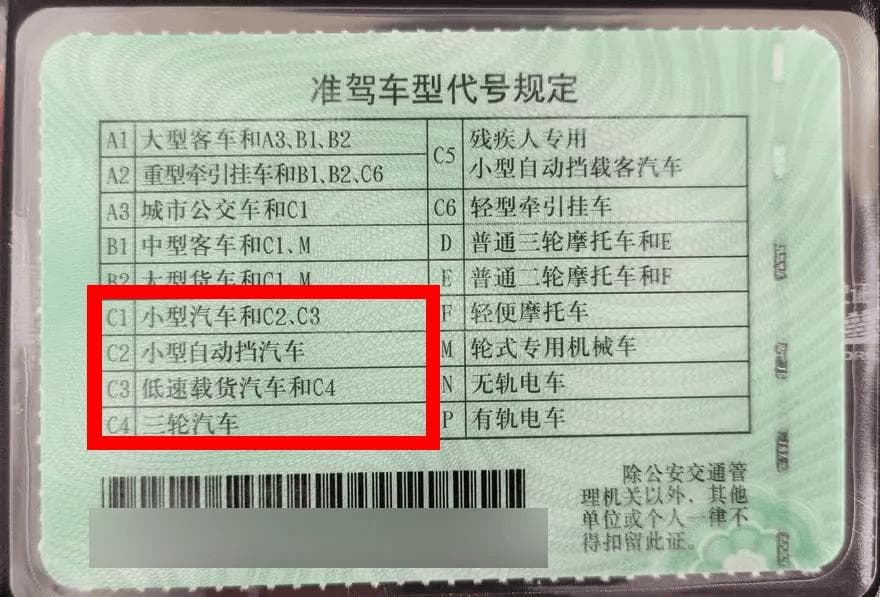 准驾车型代号规定
A1 大型客车和A3、B1、B2
A2 重型牵引挂车和B1、B2、C6
A3 城市公交车和C1
B1 中型客车和C1、M
B2 大型货车和C1、M
C1 小型汽车和C2、C3
C2 小型自动挡汽车
C3 低速载货汽车和C4
C4 三轮汽车
C5 残疾人专用
小型自动挡载客汽车
C6 轻型牵引挂车
D 普通三轮摩托车和E
E 普通二轮摩托车和F
F 轻便摩托车
M 轮式专用机械车
N 无轨电车
P 有轨电车
除公安交通管
理机关以外，其他
单位或个人一律不
得扣留此证。